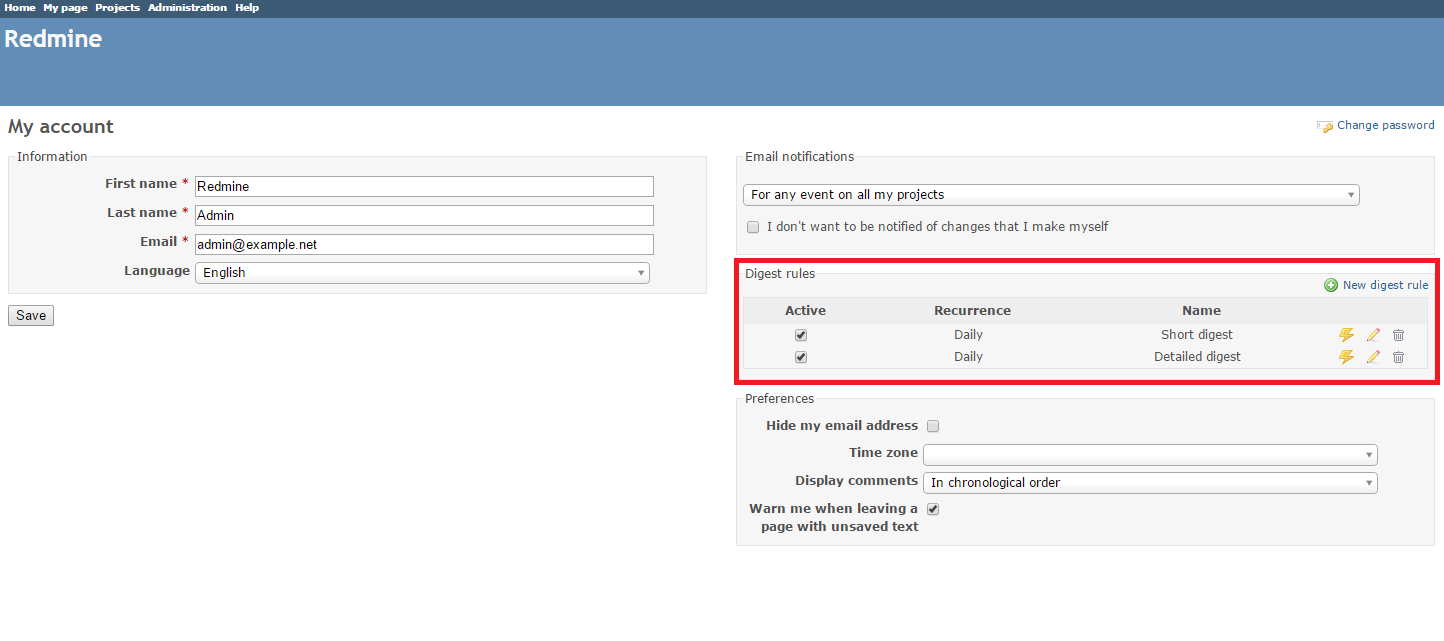 Home My page Projects Administration Help
Redmine
My account
Change password
Information
First name * Redmine
Last name * Admin
Email * admin@example.net
Language English
Save
Email notifications
For any event on all my projects
I don't want to be notified of changes that I make myself
Digest rules
New digest rule
Active Recurrence Name
Daily Short digest
Daily Detailed digest
Preferences
Hide my email address
Time zone
Display comments In chronological order
Warn me when leaving a
page with unsaved text